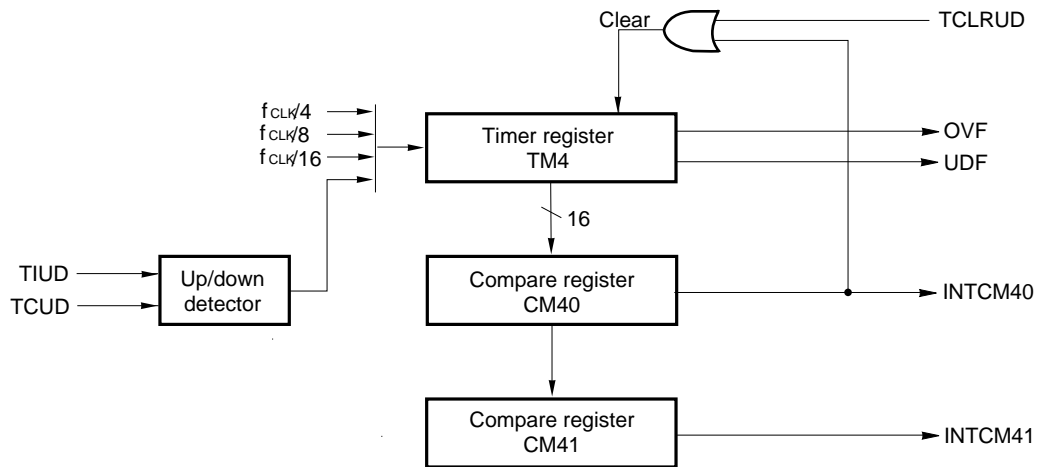 Clear
TCLRUD
fCLK/4
fCLK/8
fCLK/16
Timer register
TM4
OVF
UDF
16
TIUD
TCUD
Up/down
detector
Compare register
CM40
INTCM40
Compare register
CM41
INTCM41